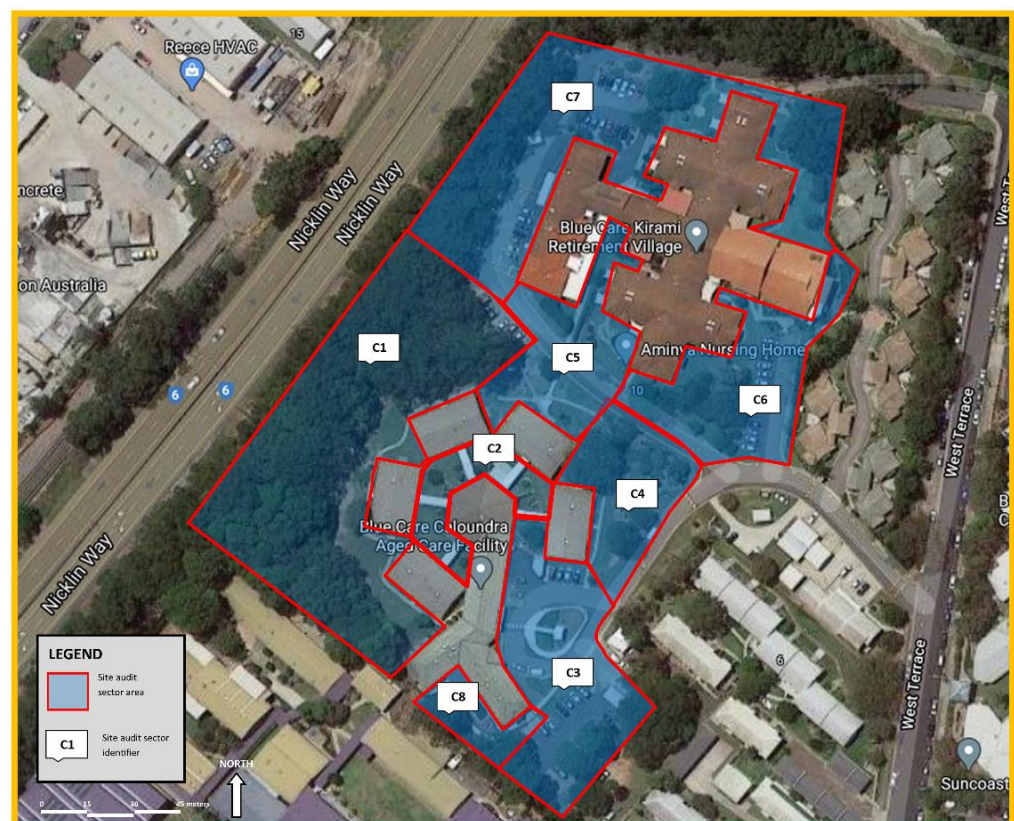 Reece HVAC
15
C7
Nicklin Way
Nicklin Way
ncrete
West Te
Blue Care Kirami
Retirement Village
on Australia
C1
C5
Aminya Nursing Home
10
6
6
C6
West Terrace
C2
C4
Blue Care Caloundra
Aged Care Facility
Nicklin Way
LEGEND
Site audit
sector area
C1
Site audit sector
identifier
C3
6
C8
West Terrace
NORTH
0 15 30 45 meters
Suncoast